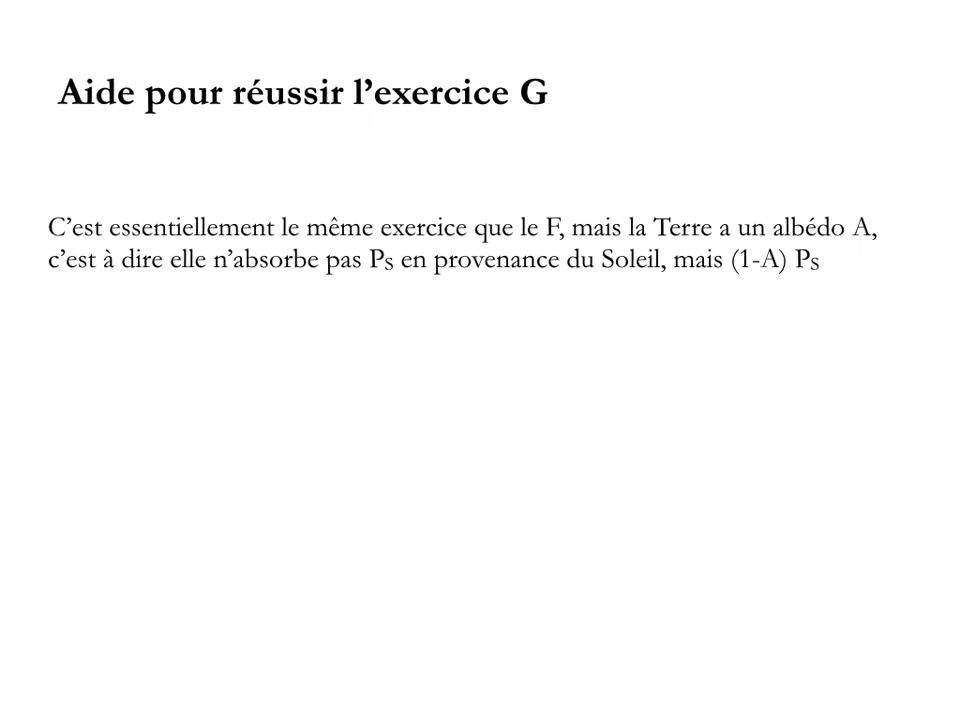 Aide pour réussir l’exercice G
C’est essentiellement le même exercice que le F, mais la Terre a un albédo A,
c’est à dire elle n’absorbe pas PS en provenance du Soleil, mais (1-A) PS